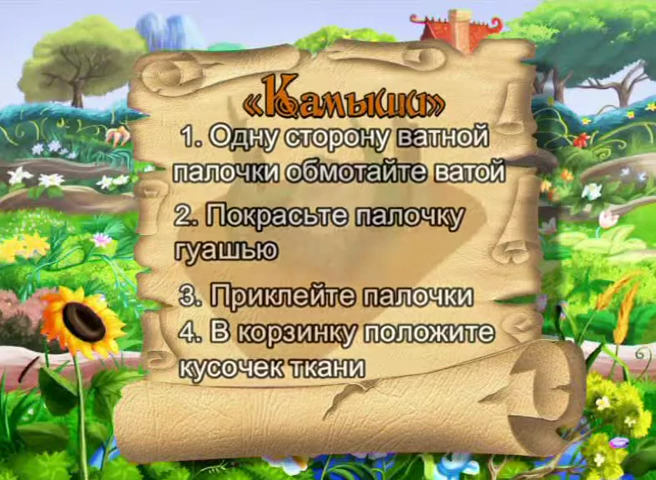 «Камыши»
1. Одну сторону ватной
палочки обмотайте ватой
2. Покрасьте палочку
гуашью
3. Приклейте палочки
4. В корзинку положите
кусочек ткани